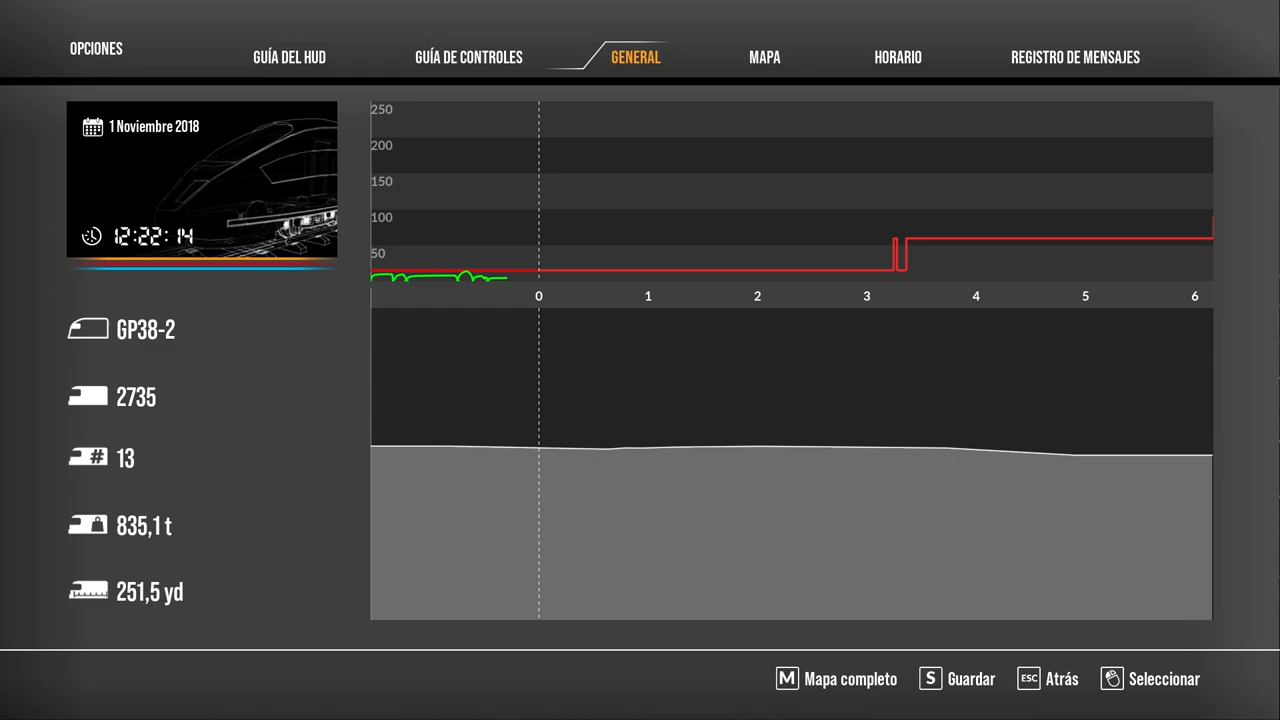 OPCIONES
GUÍA DEL HUD
GUÍA DE CONTROLES
GENERAL
MAPA
HORARIO
REGISTRO DE MENSAJES
1 Noviembre 2018
12:22:14
GP38-2
2735
# 13
835,1 t
251,5 yd
250
200
150
100
50
0 1 2 3 4 5 6
M Mapa completo
S Guardar
ESC Atrás
Seleccionar